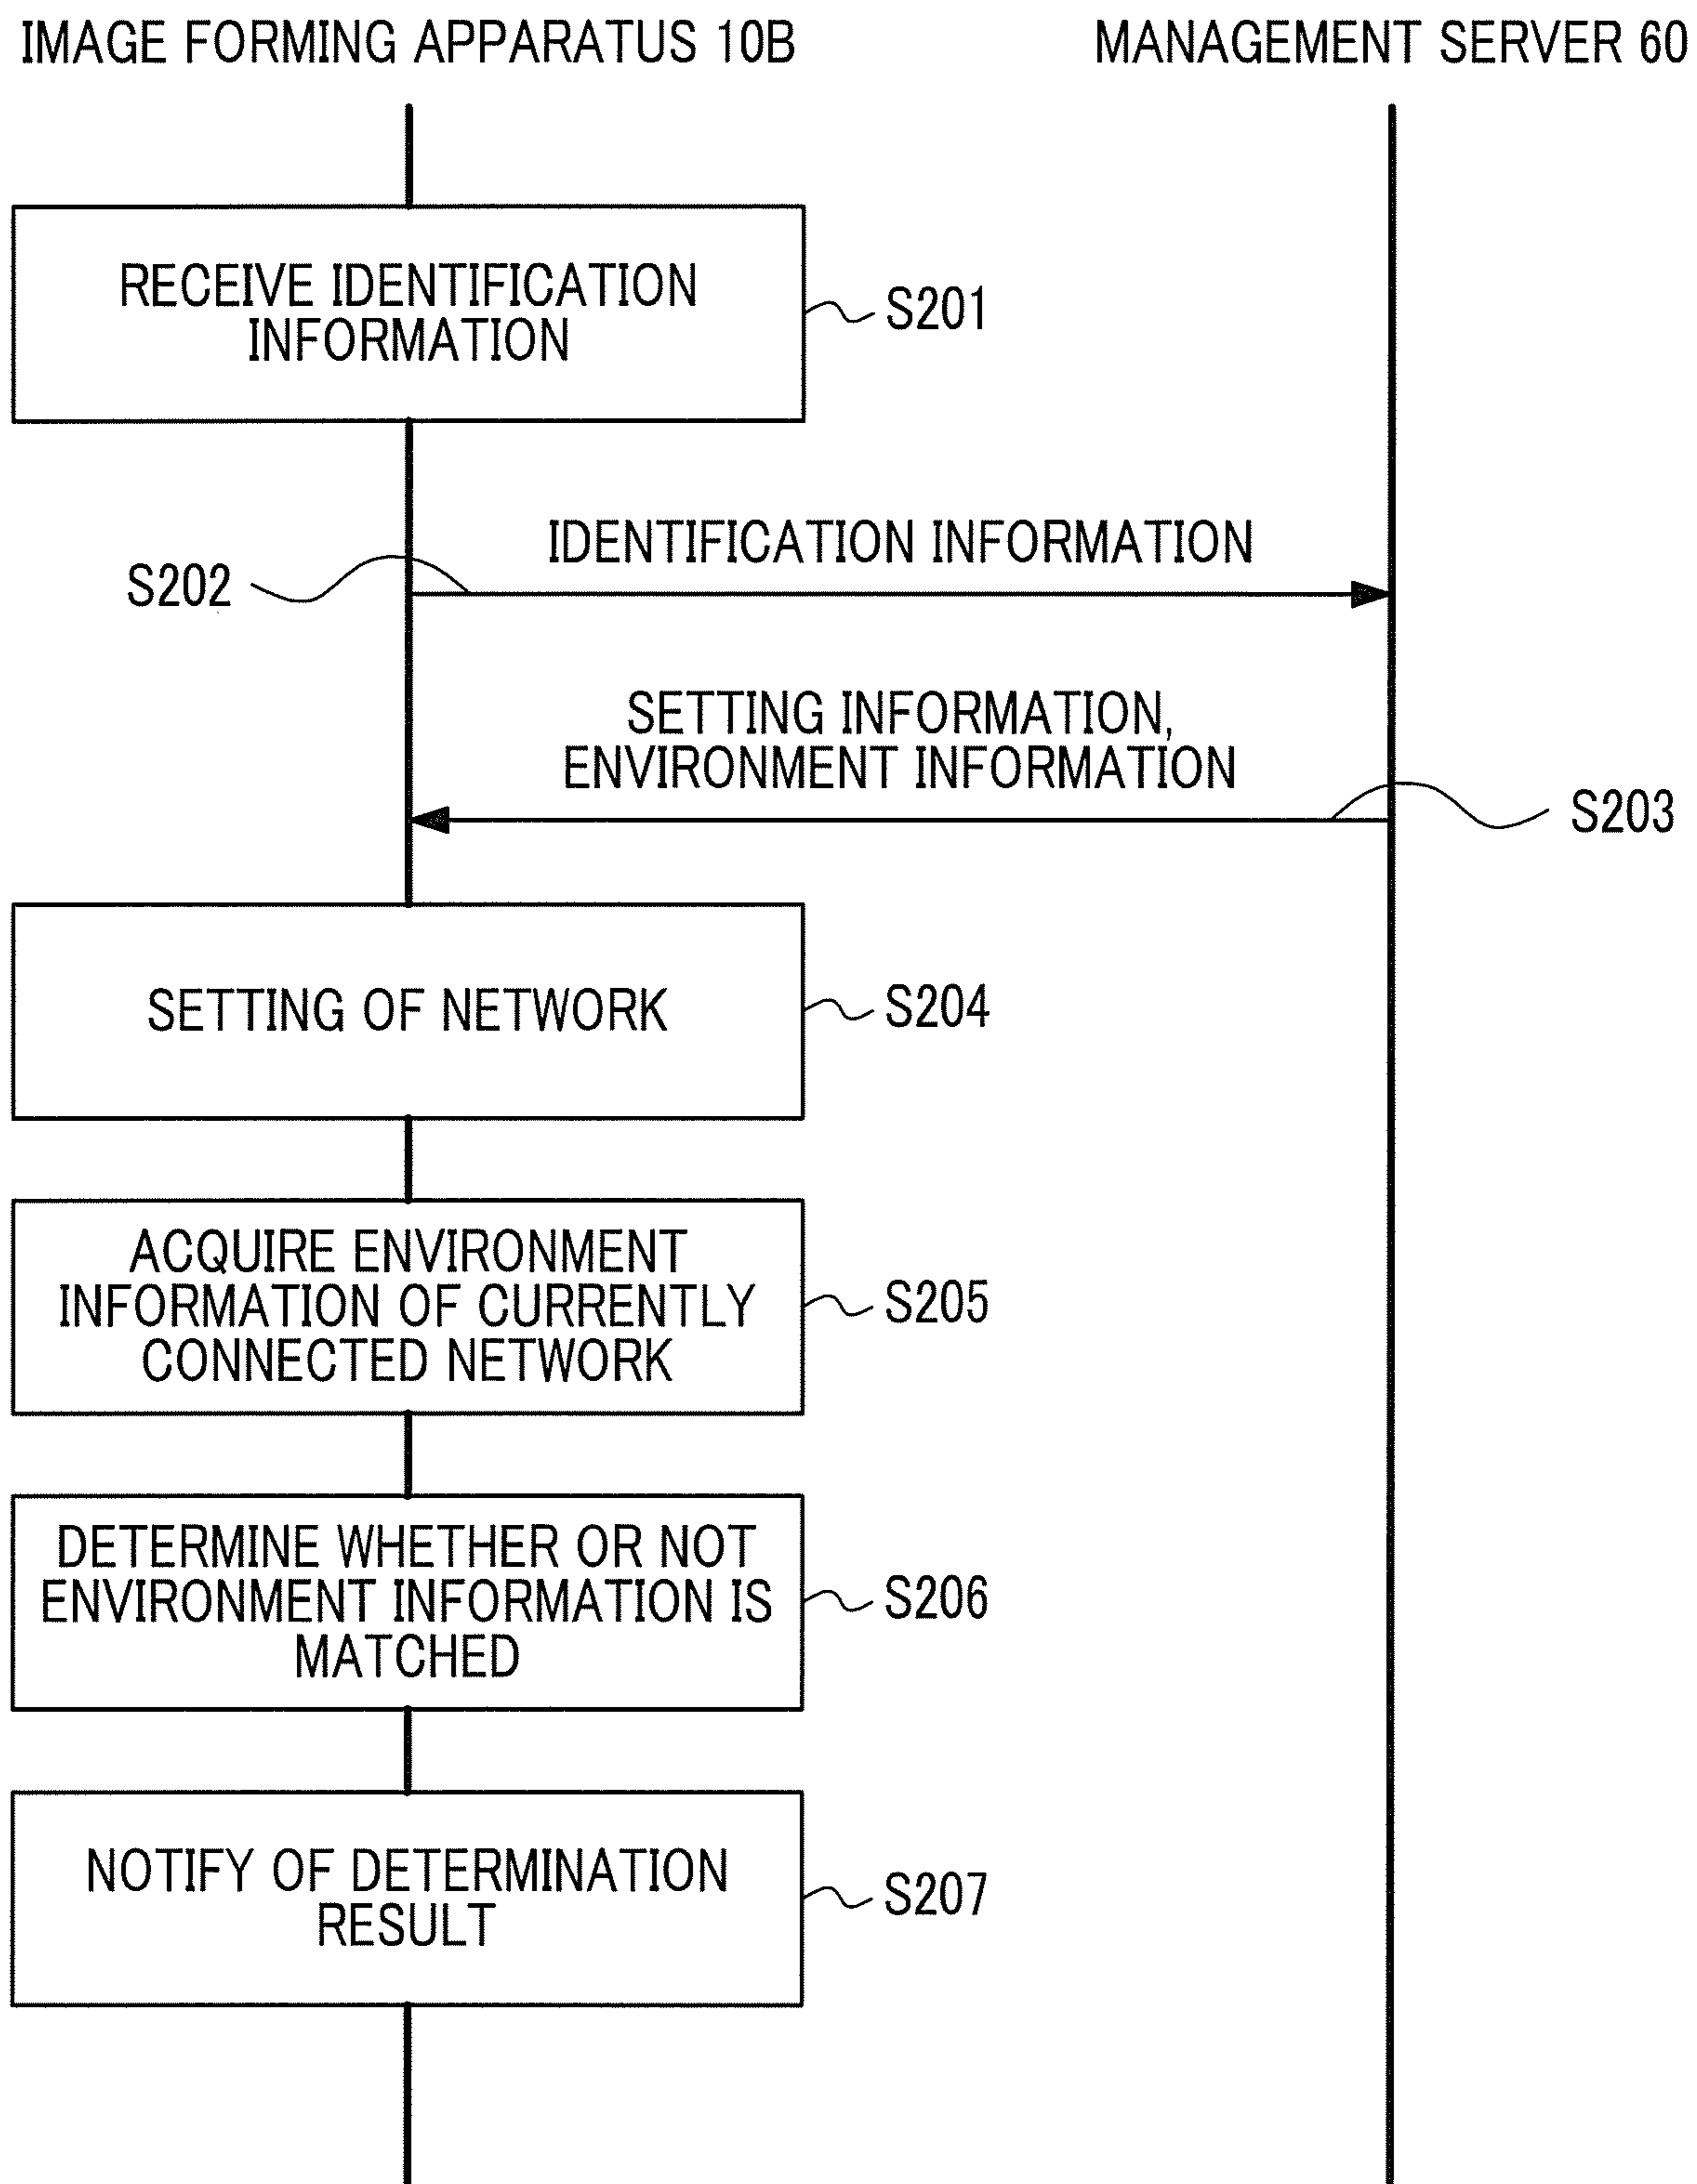 IMAGE FORMING APPARATUS 10B
MANAGEMENT SERVER 60
RECEIVE IDENTIFICATION
INFORMATION
S201
IDENTIFICATION INFORMATION
S202
SETTING INFORMATION,
ENVIRONMENT INFORMATION
S203
SETTING OF NETWORK
S204
ACQUIRE ENVIRONMENT
INFORMATION OF CURRENTLY
CONNECTED NETWORK
S205
DETERMINE WHETHER OR NOT
ENVIRONMENT INFORMATION IS
MATCHED
S206
NOTIFY OF DETERMINATION
RESULT
S207